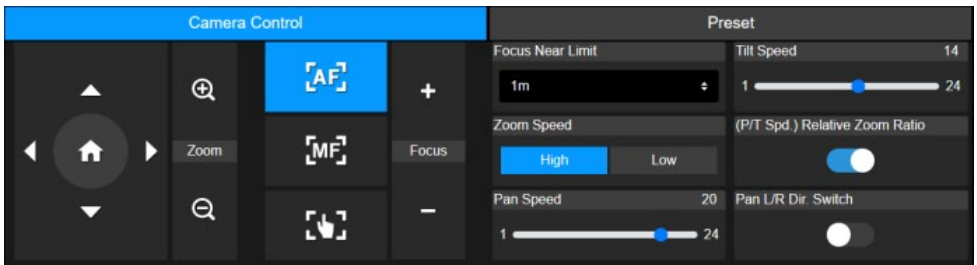 Camera Control
Preset
AF
MF
Zoom
Focus
Focus Near Limit
1m
Tilt Speed 14
1 24
Zoom Speed
High Low
(P/T Spd.) Relative Zoom Ratio
Pan Speed 20
1 24
Pan L/R Dir. Switch